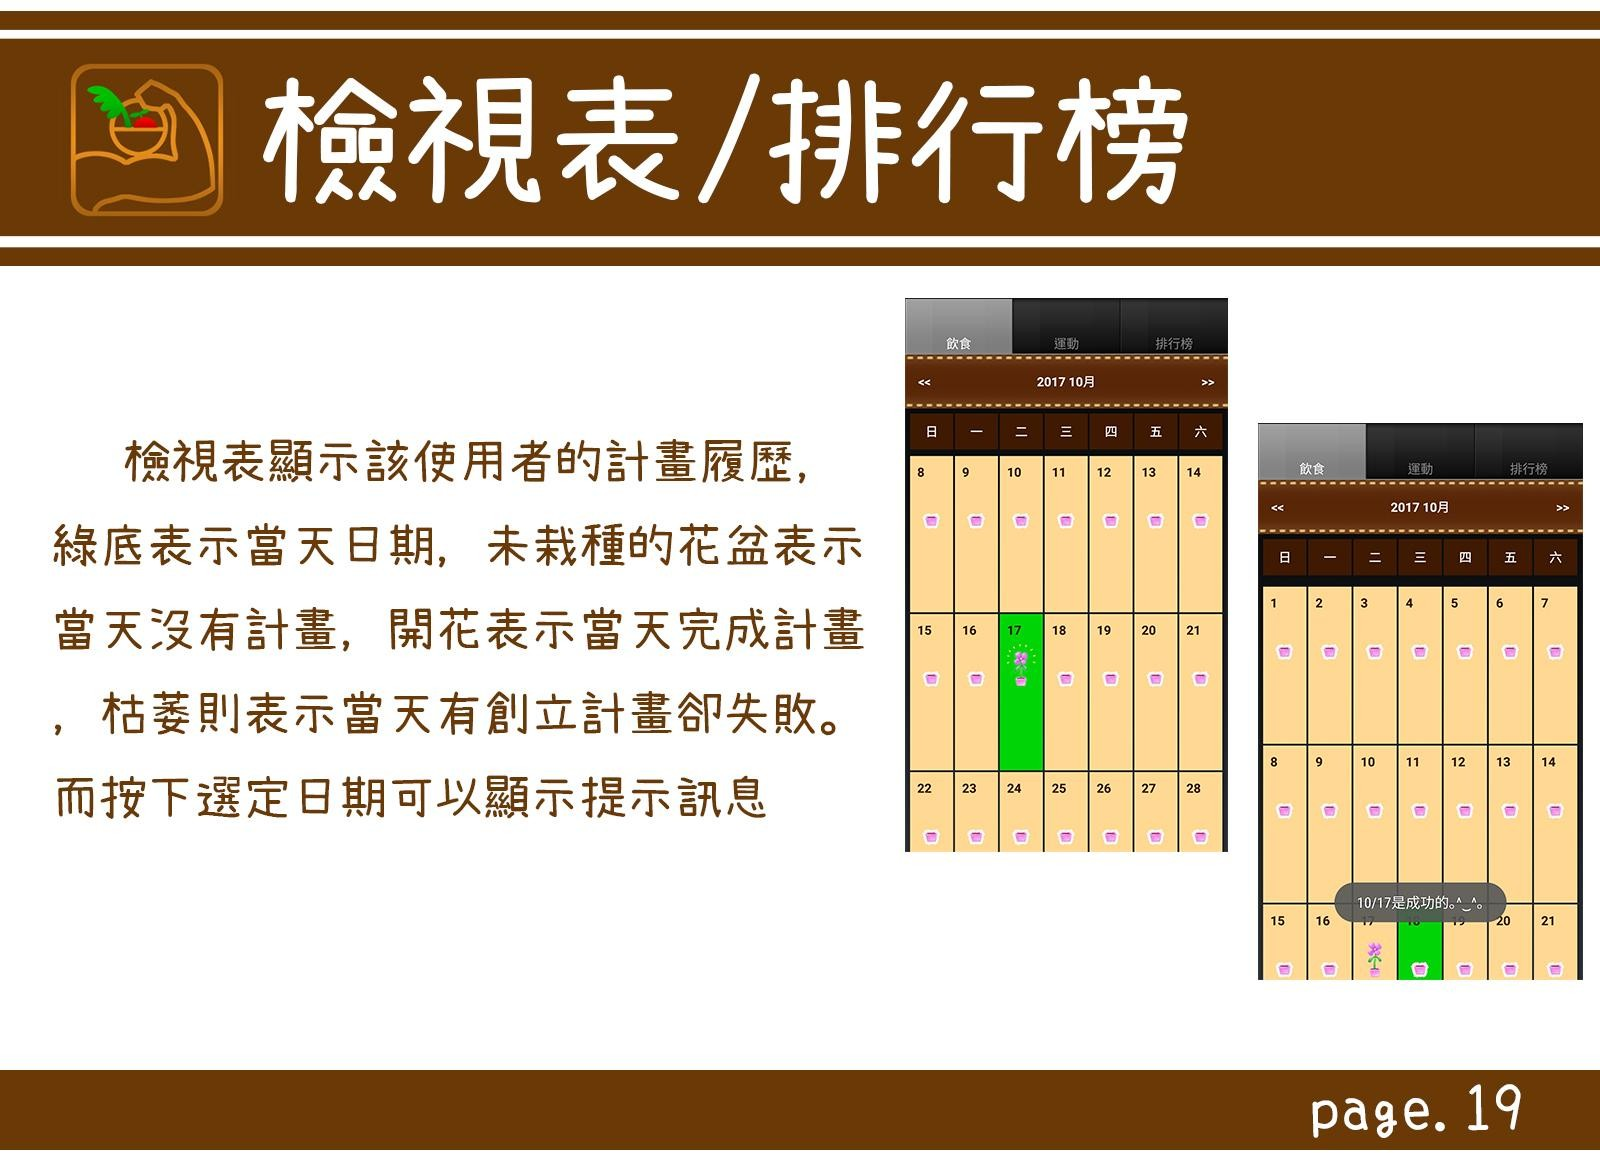 檢視表/排行榜
檢視表顯示該使用者的計畫履歷,
綠底表示當天日期, 未栽種的花盆表示
當天沒有計畫, 開花表示當天完成計畫
, 枯萎則表示當天有創立計畫卻失敗。
而按下選定日期可以顯示提示訊息
飲食 運動 排行榜
<< 2017 10月 >>
日 一 二 三 四 五 六
8 9 10 11 12 13 14
15 16 17 18 19 20 21
22 23 24 25 26 27 28
飲食 運動 排行榜
<< 2017 10月 >>
日 一 二 三 四 五 六
1 2 3 4 5 6 7
8 9 10 11 12 13 14
10/17是成功的。^_^。
15 16 17 18 19 20 21
page. 19